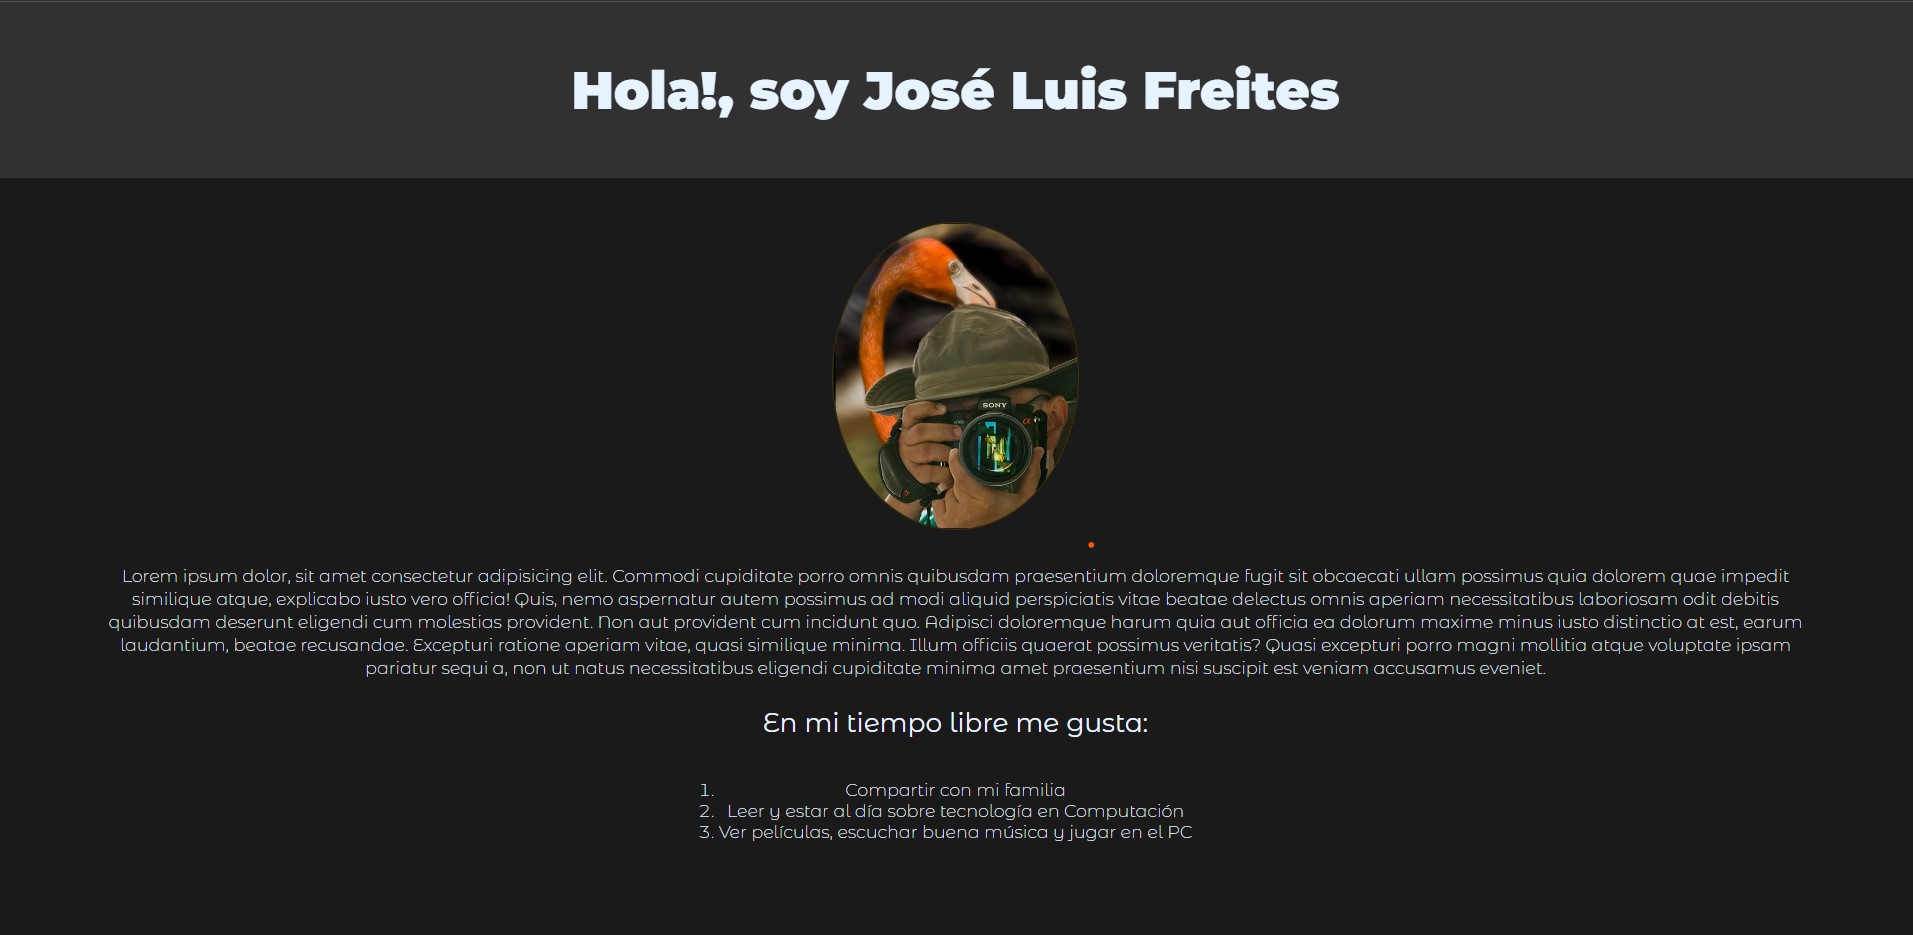 Hola!, soy José Luis Freites
SONY
α
Lorem ipsum dolor, sit amet consectetur adipisicing elit. Commodi cupiditate porro omnis quibusdam praesentium doloremque fugit sit obcaecati ullam possimus quia dolorem quae impedit
similique atque, explicabo iusto vero officia! Quis, nemo aspernatur autem possimus ad modi aliquid perspiciatis vitae beatae delectus omnis aperiam necessitatibus laboriosam odit debitis
quibusdam deserunt eligendi cum molestias provident. Non aut provident cum incidunt quo. Adipisci doloremque harum quia aut officia ea dolorum maxime minus iusto distinctio at est, earum
laudantium, beatae recusandae. Excepturi ratione aperiam vitae, quasi similique minima. Illum officiis quaerat possimus veritatis? Quasi excepturi porro magni mollitia atque voluptate ipsam
pariatur sequi a, non ut natus necessitatibus eligendi cupiditate minima amet praesentium nisi suscipit est veniam accusamus eveniet.
En mi tiempo libre me gusta:
1. Compartir con mi familia
2. Leer y estar al día sobre tecnología en Computación
3. Ver películas, escuchar buena música y jugar en el PC